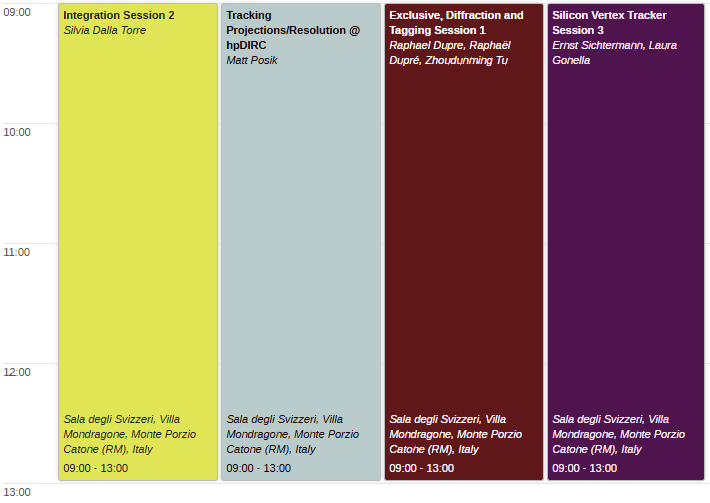 09:00
Integration Session 2
Silvia Dalla Torre
Sala degli Svizzeri, Villa
Mondragone, Monte Porzio
Catone (RM), Italy
09:00 - 13:00
Tracking
Projections/Resolution @
hpDIRC
Matt Posik
Sala degli Svizzeri, Villa
Mondragone, Monte Porzio
Catone (RM), Italy
09:00 - 13:00
Exclusive, Diffraction and
Tagging Session 1
Raphael Dupre, Raphaël
Dupré, Zhoudunming Tu
Sala degli Svizzeri, Villa
Mondragone, Monte Porzio
Catone (RM), Italy
09:00 - 13:00
Silicon Vertex Tracker
Session 3
Ernst Sichtermann, Laura
Gonella
Sala degli Svizzeri, Villa
Mondragone, Monte Porzio
Catone (RM), Italy
09:00 - 13:00
10:00
11:00
12:00
13:00